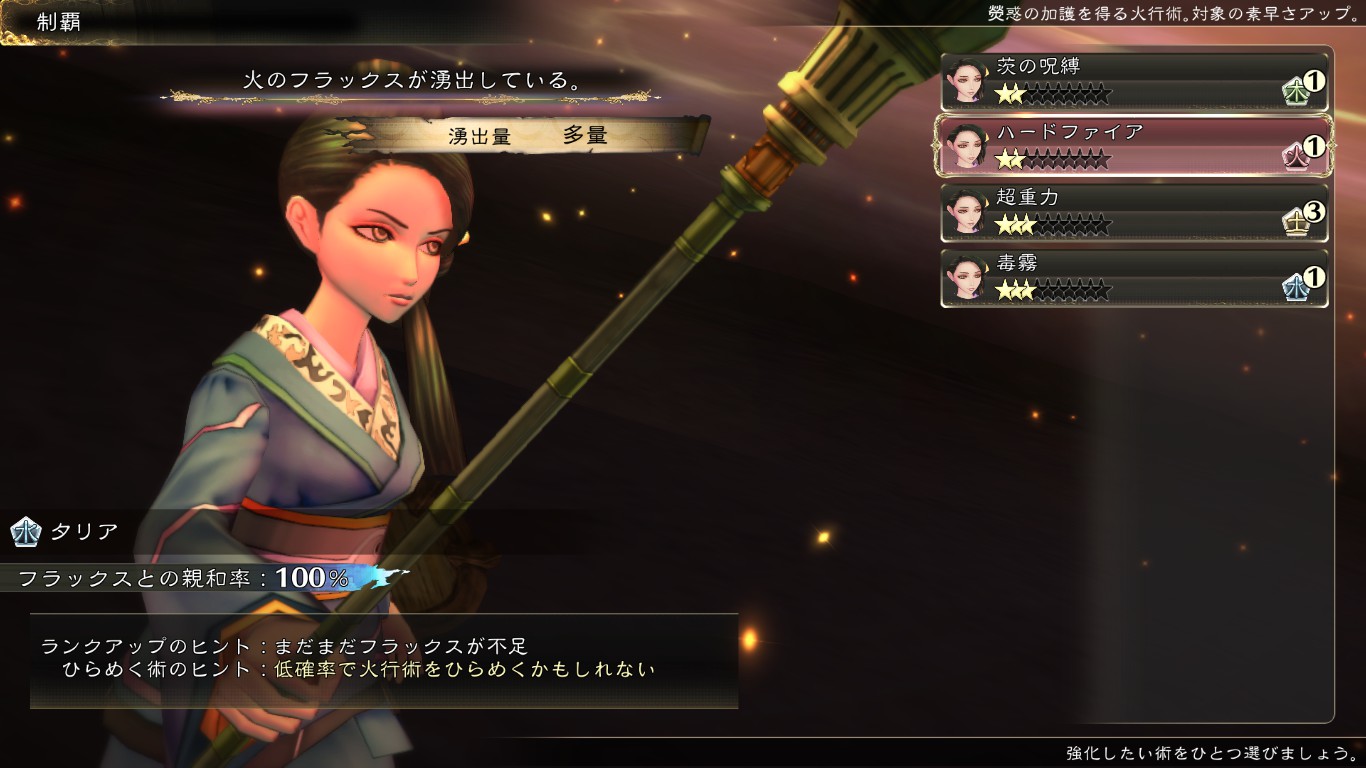 制覇
熒惑の加護を得る火行術。対象の素早さアップ。
火のフラックスが湧出している。
湧出量 多量
茨の呪縛
木 1
ハードファイア
火 1
超重力
土 3
毒霧
水 1
水 タリア
フラックスとの親和率：100%
ランクアップのヒント：まだまだフラックスが不足
ひらめく術のヒント：低確率で火行術をひらめくかもしれない
強化したい術をひとつ選びましょう。